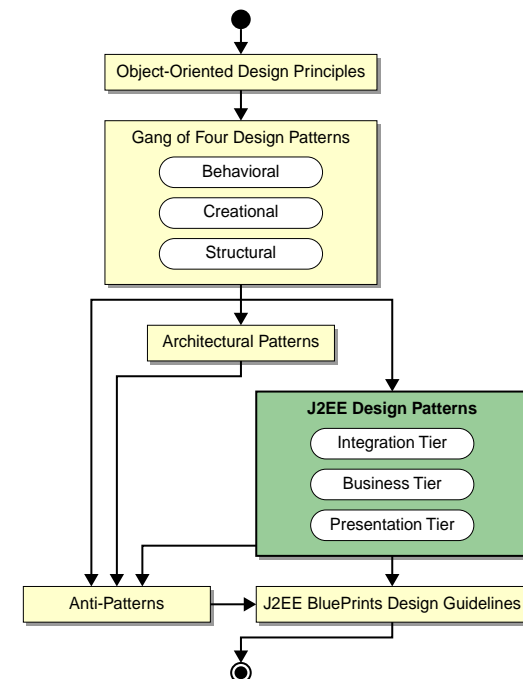 Object-Oriented Design Principles
Gang of Four Design Patterns
Behavioral
Creational
Structural
Architectural Patterns
J2EE Design Patterns
Integration Tier
Business Tier
Presentation Tier
Anti-Patterns
J2EE BluePrints Design Guidelines